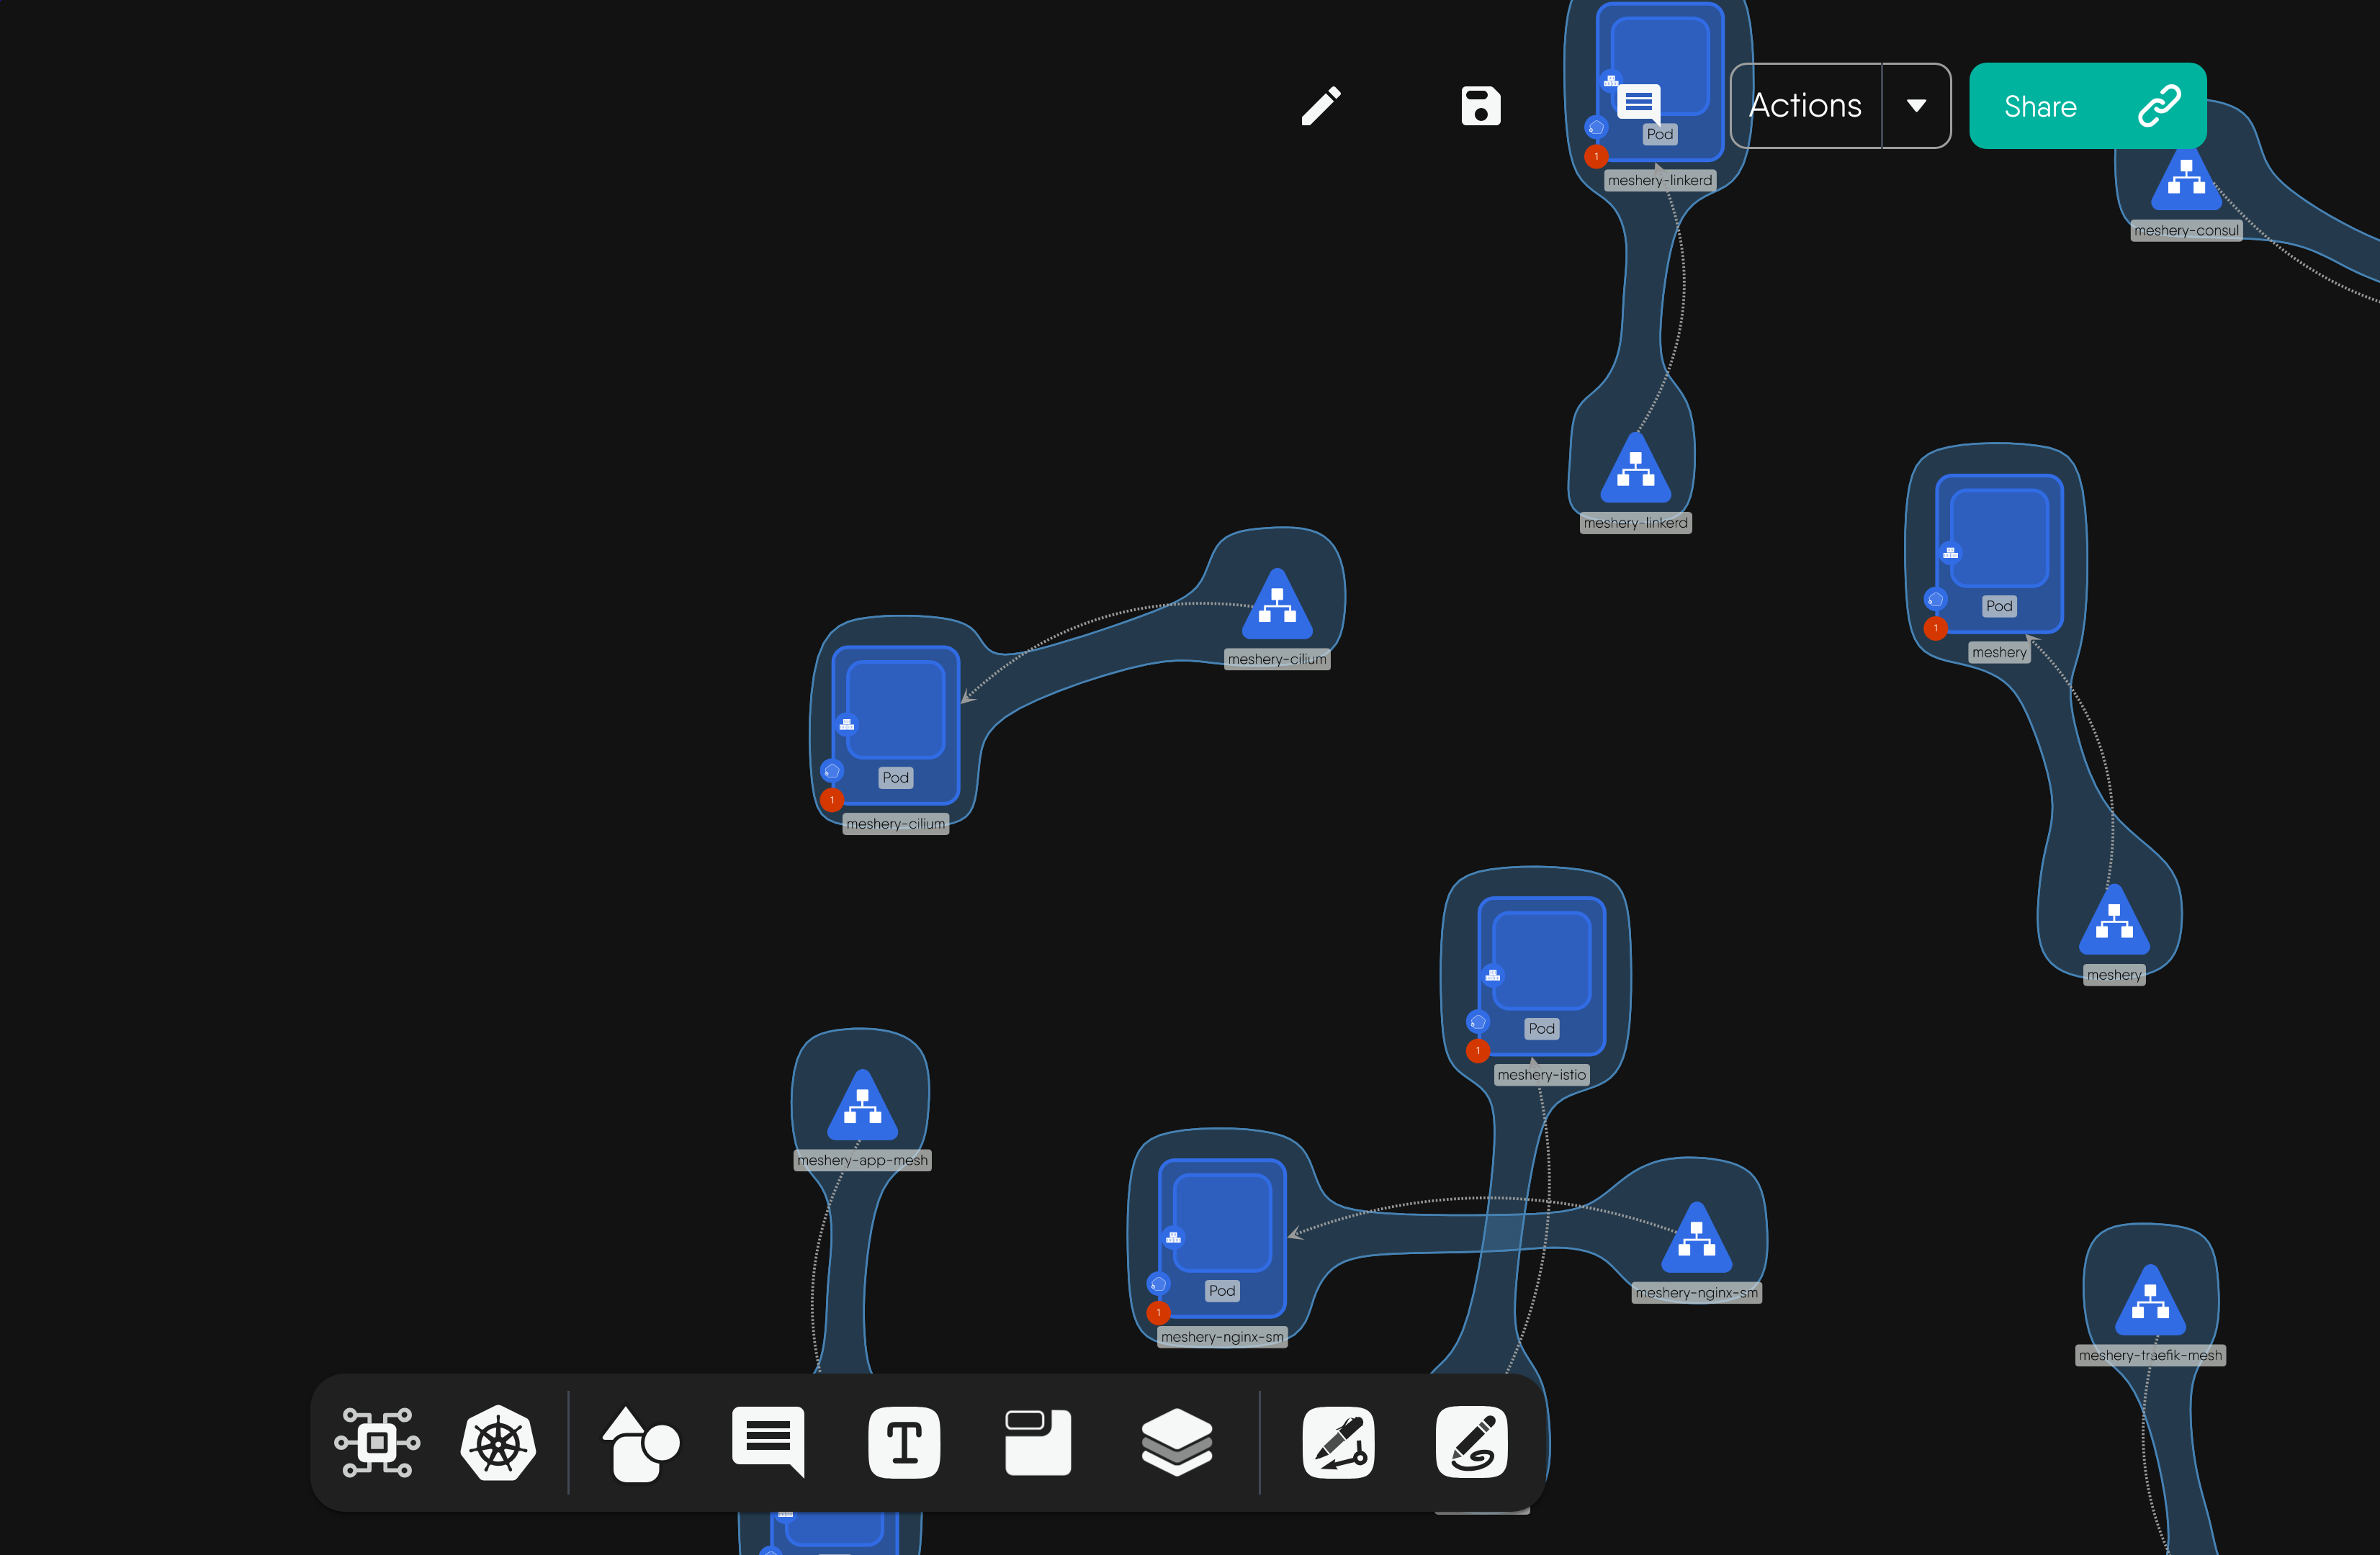 Actions
Share
Pod
1
meshery-linkerd
meshery-consul
meshery-linkerd
Pod
1
meshery
meshery-cilium
Pod
1
meshery-cilium
meshery
Pod
1
meshery-istio
meshery-app-mesh
Pod
1
meshery-nginx-sm
meshery-nginx-sm
meshery-traefik-mesh
T